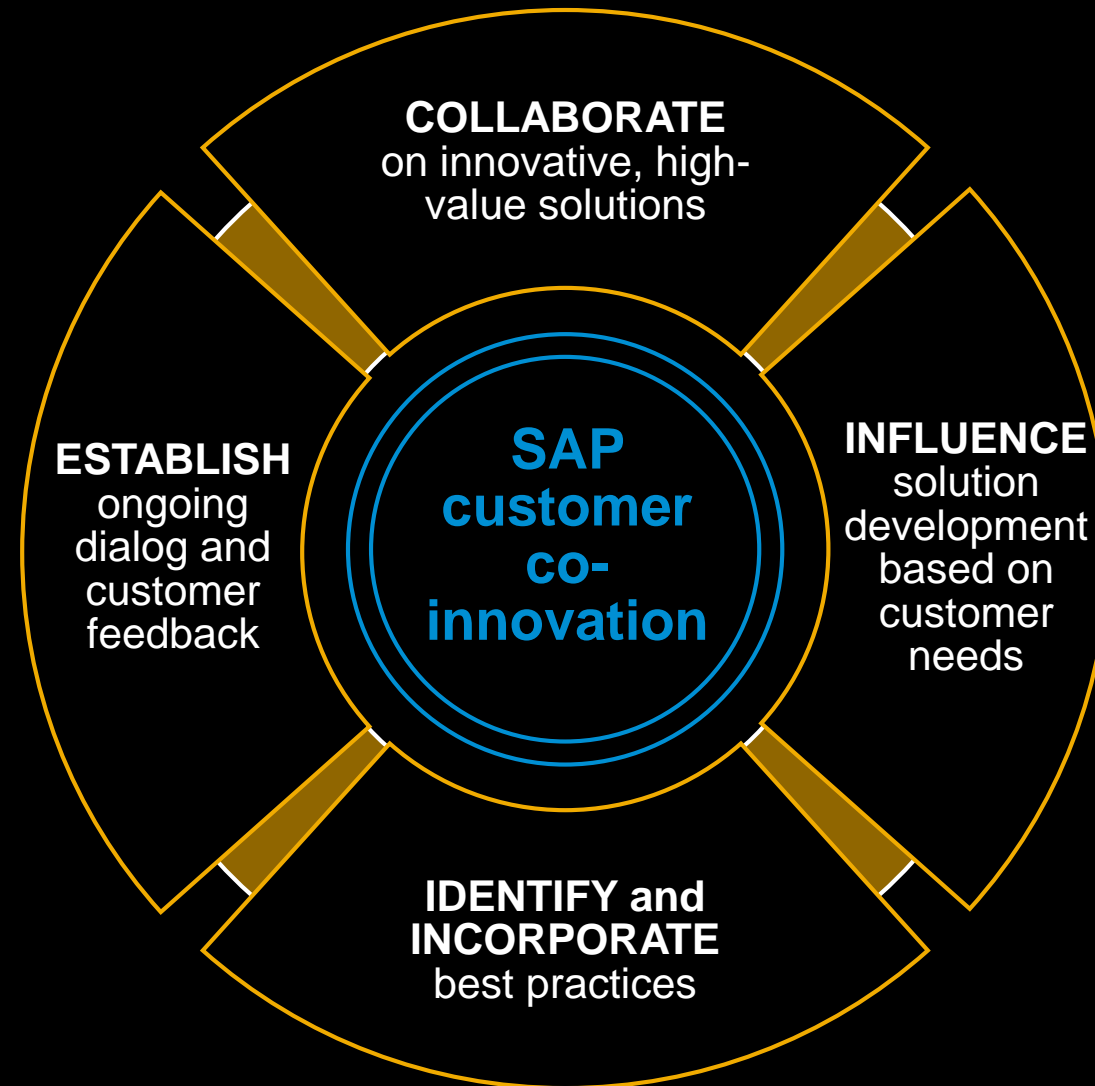 COLLABORATE
on innovative, high-
value solutions
SAP
customer
co-
innovation
INFLUENCE
solution
development
based on
customer
needs
ESTABLISH
ongoing
dialog and
customer
feedback
IDENTIFY and
INCORPORATE
best practices